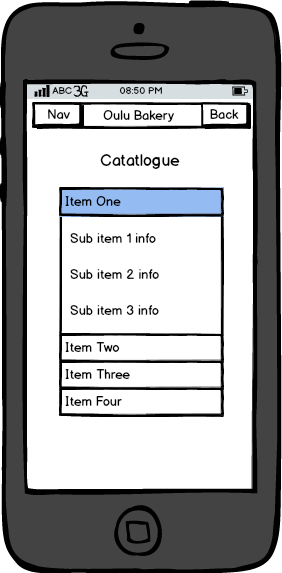 ABC 3G 08:50 PM
Nav Oulu Bakery Back
Catatlogue
Item One
Sub item 1 info
Sub item 2 info
Sub item 3 info
Item Two
Item Three
Item Four